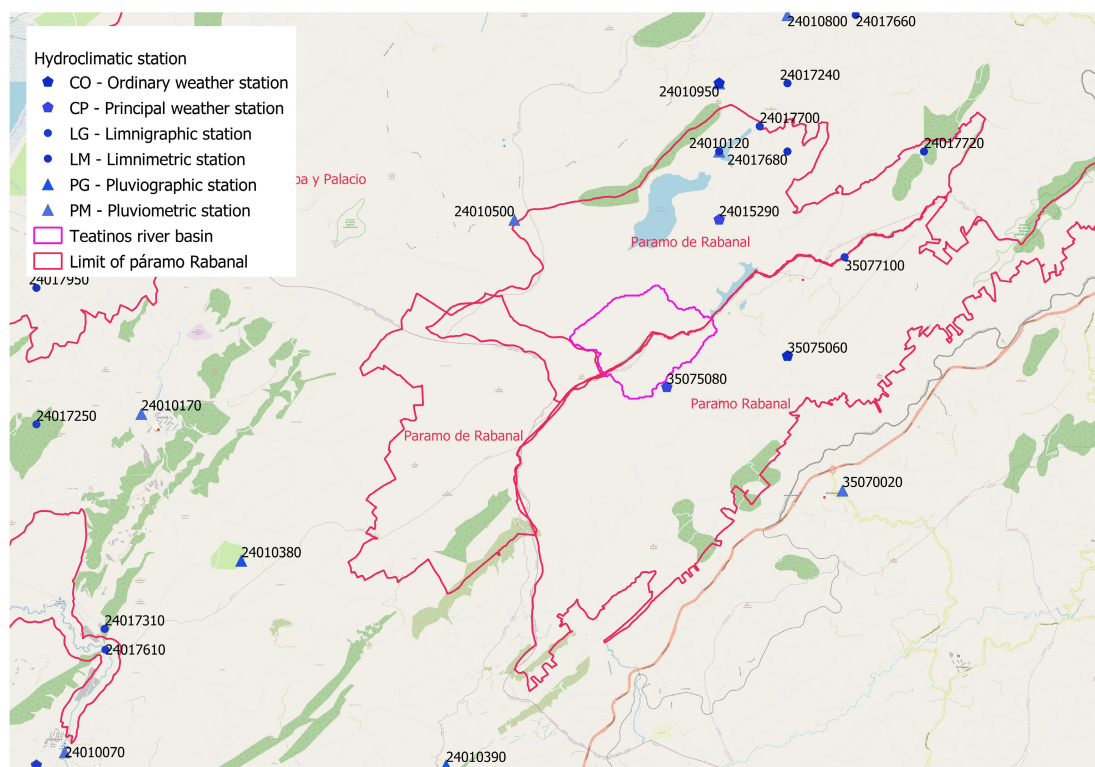 Hydroclimatic station
CO - Ordinary weather station
CP - Principal weather station
LG - Limnigraphic station
LM - Limnimetric station
PG - Pluviographic station
PM - Pluviometric station
Teatinos river basin
Limit of páramo Rabanal
24010800
24017660
24017240
24010950
24017700
24010120
24017680
24017720
pa y Palacio
24010500
24015290
Paramo de Rabanal
35077100
24017950
35075060
35075080
Paramo Rabanal
24010170
24017250
Paramo de Rabanal
35070020
24010380
24017310
24017610
24010070
24010390